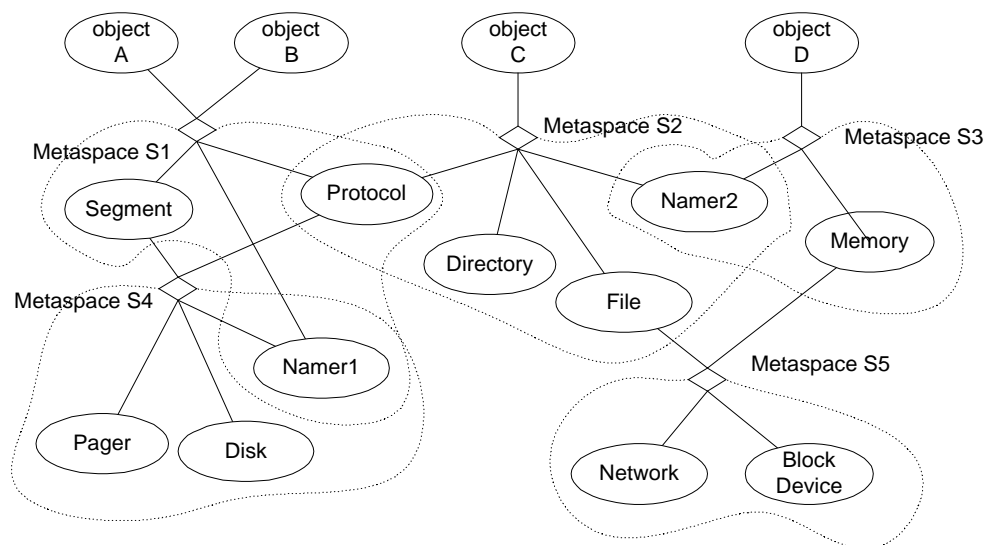 object
A
object
B
object
C
object
D
Metaspace S1
Metaspace S2
Metaspace S3
Segment
Protocol
Namer2
Directory
Memory
Metaspace S4
File
Namer1
Metaspace S5
Pager
Disk
Network
Block
Device